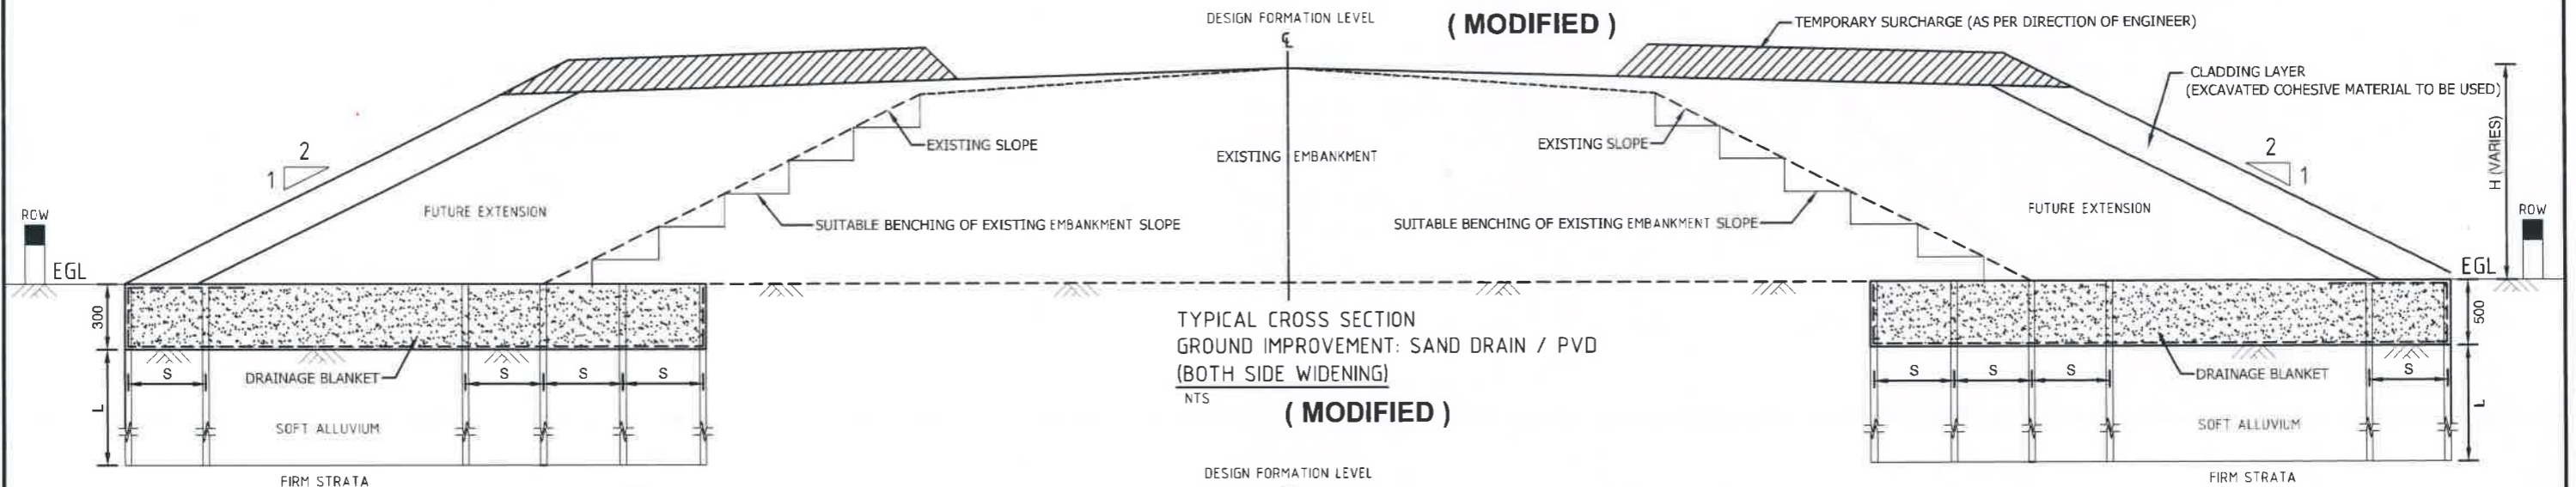 DESIGN FORMATION LEVEL
( MODIFIED )
TEMPORARY SURCHARGE (AS PER DIRECTION OF ENGINEER)
℄
CLADDING LAYER
(EXCAVATED COHESIVE MATERIAL TO BE USED)
2
1
EXISTING SLOPE
EXISTING EMBANKMENT
EXISTING SLOPE
2
1
H (VARIES)
ROW
FUTURE EXTENSION
SUITABLE BENCHING OF EXISTING EMBANKMENT SLOPE
SUITABLE BENCHING OF EXISTING EMBANKMENT SLOPE
FUTURE EXTENSION
ROW
EGL
EGL
300
500
TYPICAL CROSS SECTION
GROUND IMPROVEMENT: SAND DRAIN / PVD
(BOTH SIDE WIDENING)
NTS
( MODIFIED )
S
DRAINAGE BLANKET
S
S
S
S
S
S
DRAINAGE BLANKET
S
L
L
SOFT ALLUVIUM
SOFT ALLUVIUM
FIRM STRATA
DESIGN FORMATION LEVEL
FIRM STRATA